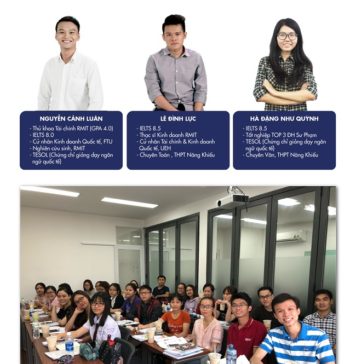 NGUYỄN CẢNH LUÂN
- Thủ khoa Tài chính RMIT (GPA 4.0)
- IELTS 8.0
- Cử nhân Kinh doanh Quốc tế, FTU
- Nghiên cứu sinh, RMIT
- TESOL (Chứng chỉ giảng dạy ngôn
ngữ quốc tế)
LÊ ĐÌNH LỰC
- IELTS 8.5
- Thạc sĩ Kinh doanh RMIT
- Cử nhân Tài chính & Kinh doanh
Quốc tế, UEH
- Chuyên Toán , THPT Năng Khiếu
HÀ ĐẶNG NHƯ QUỲNH
- IELTS 8.5
- Tốt nghiệp TOP 3 ĐH Sư Phạm
- TESOL (Chứng chỉ giảng dạy ngôn
ngữ quốc tế)
- Chuyên Văn, THPT Năng Khiếu